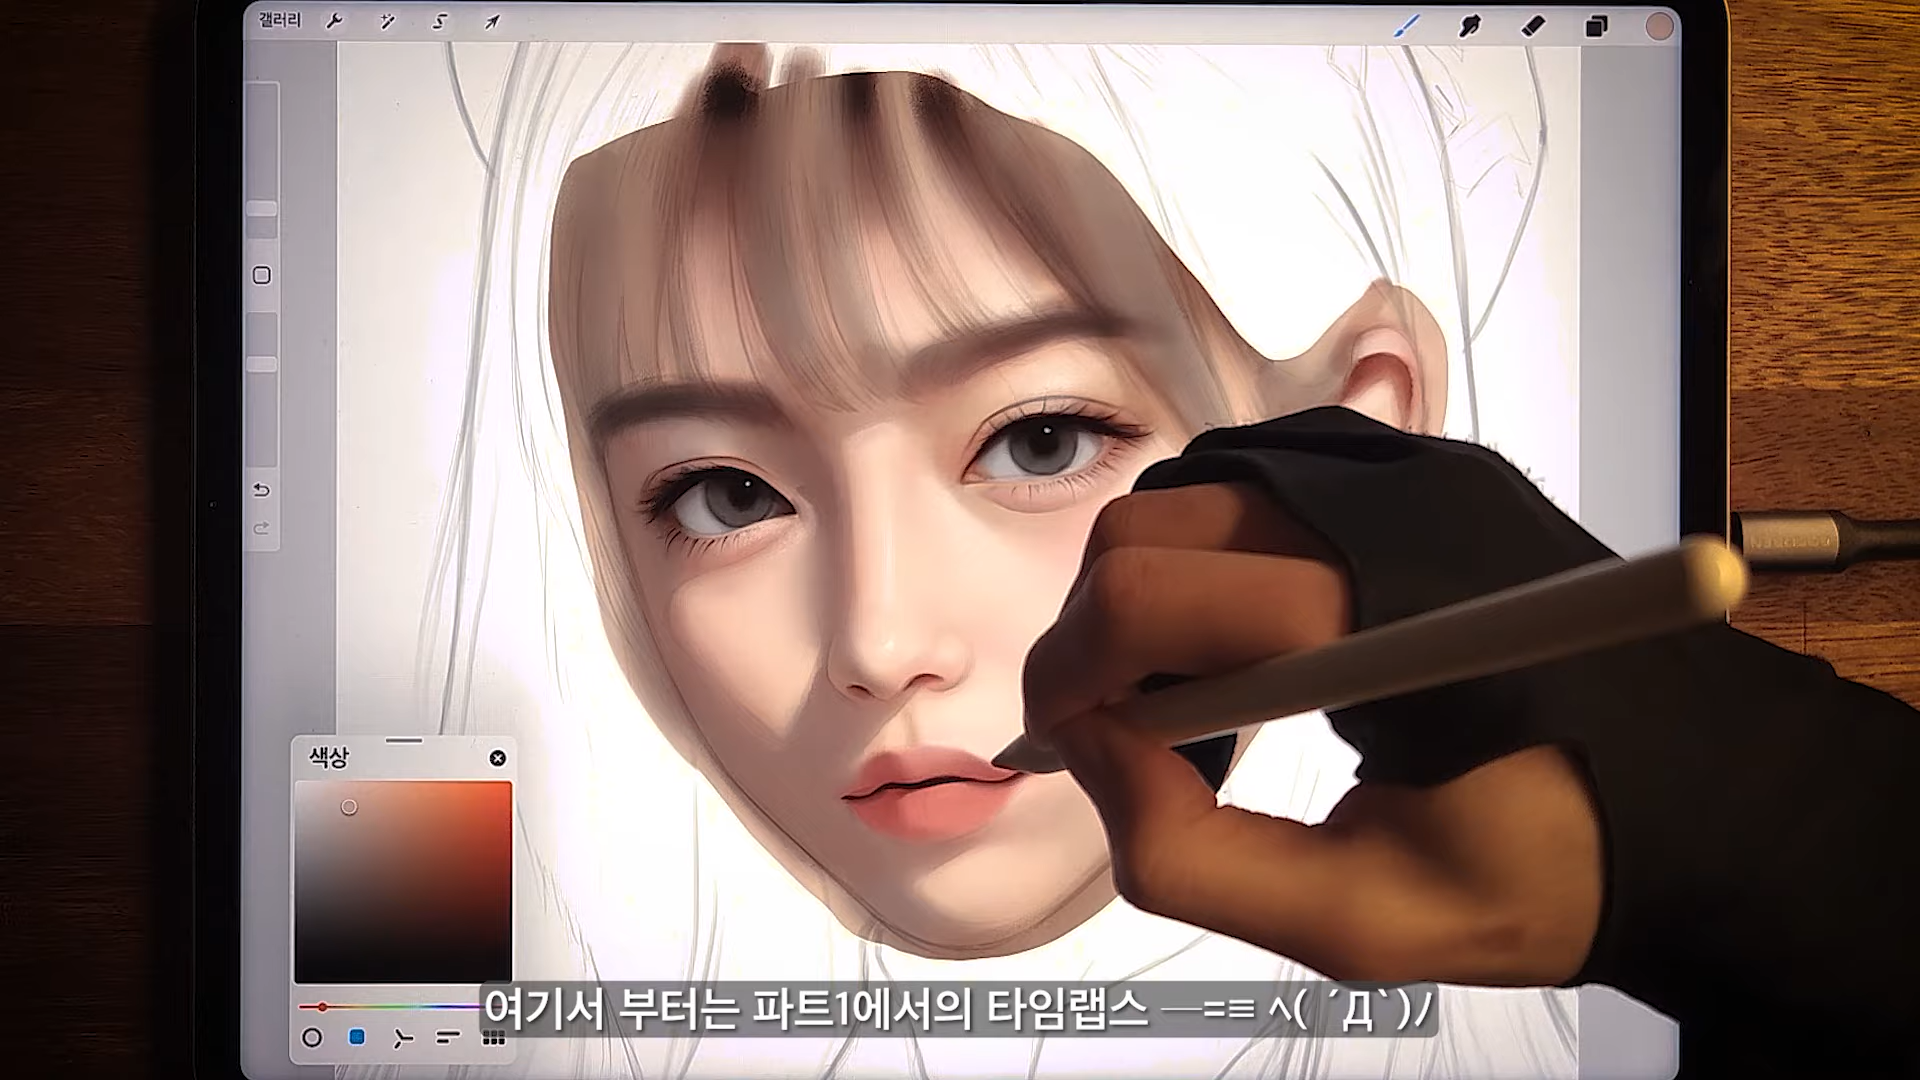 갤러리
색상
여기서 부터는 파트1에서의 타임랩스 ─=≡ ㅅ( ´Д`)/